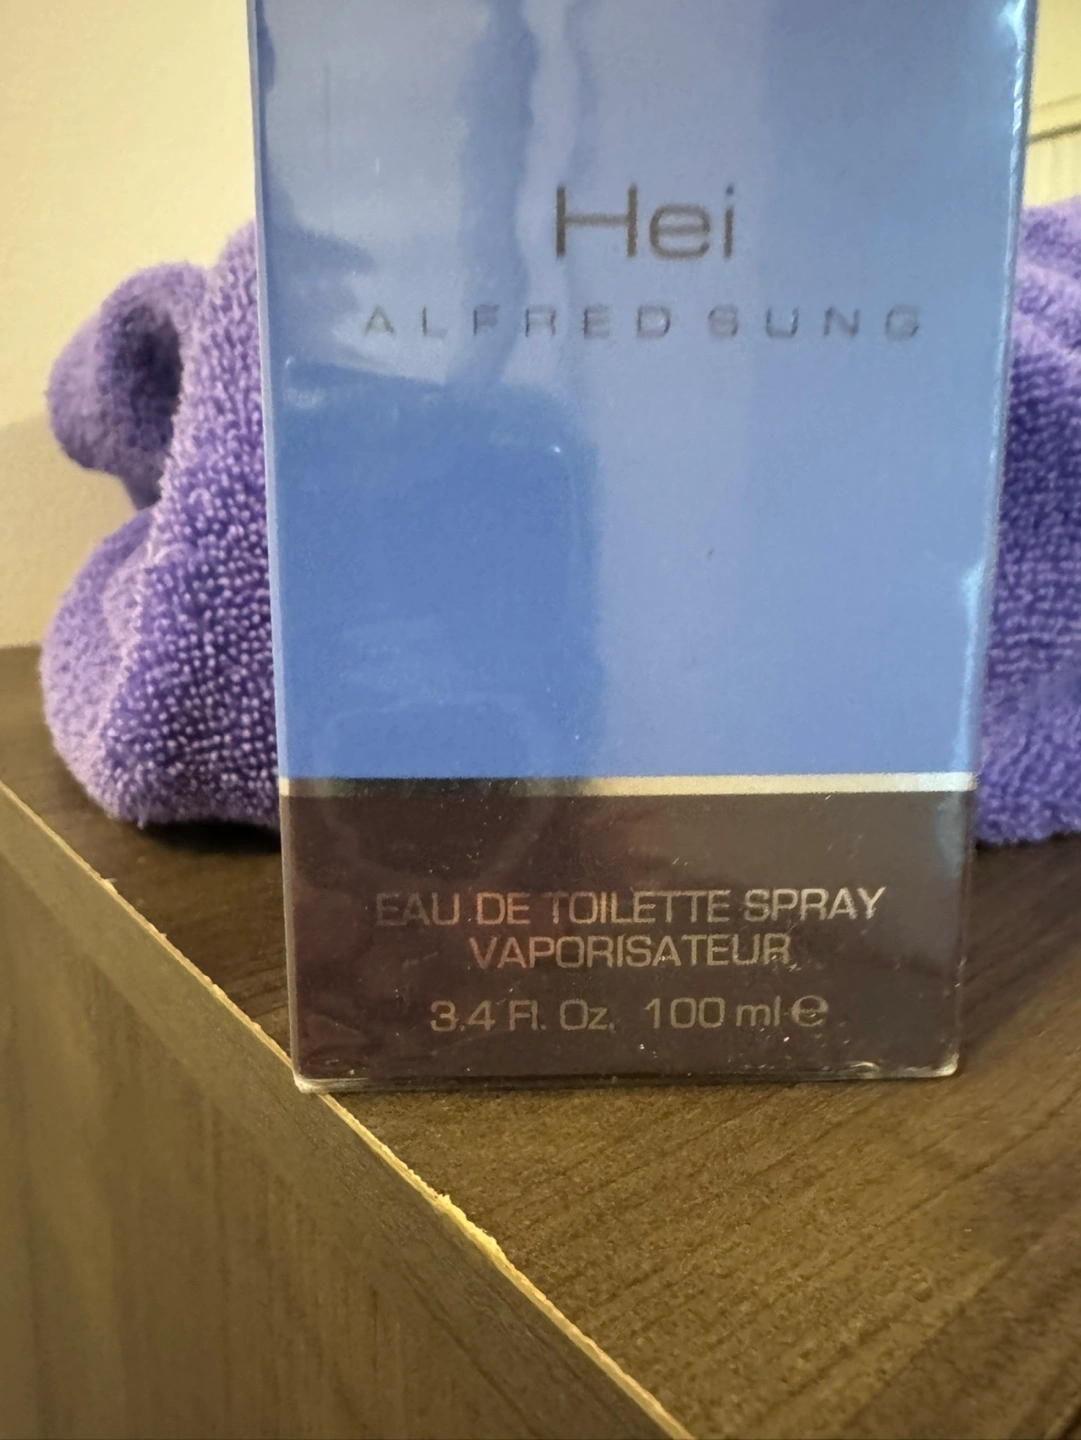 Hei
ALFRED SUNG
EAU DE TOILETTE SPRAY
VAPORISATEUR
3.4 Fl. Oz. 100 ml ℮